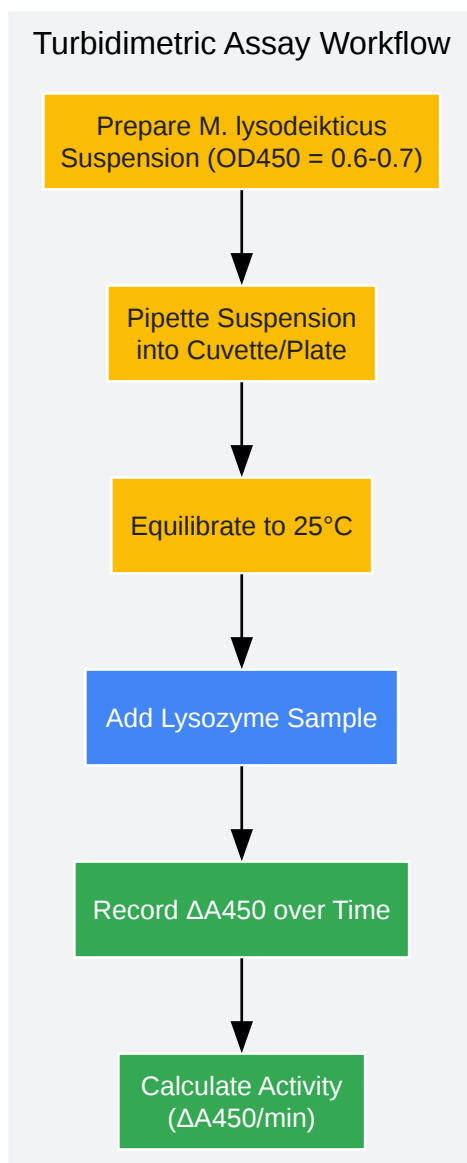 Turbidimetric Assay Workflow
Prepare M. lysodeikticus
Suspension (OD450 = 0.6-0.7)
Pipette Suspension
into Cuvette/Plate
Equilibrate to 25°C
Add Lysozyme Sample
Record ΔA450 over Time
Calculate Activity
(ΔA450/min)